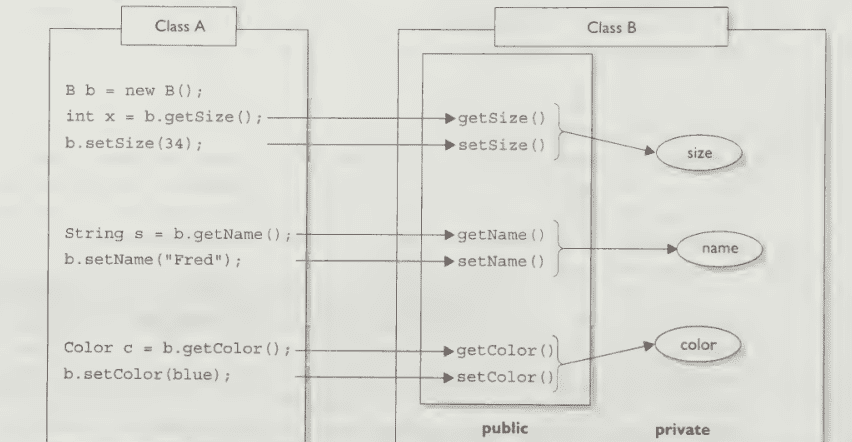 Class A
B b = new B();
int x = b.getSize();
b.setSize(34);
String s = b.getName();
b.setName("Fred");
Color c = b.getColor();
b.setColor(blue);
Class B
getSize()
setSize()
size
getName()
setName()
name
getColor()
setColor()
color
public
private